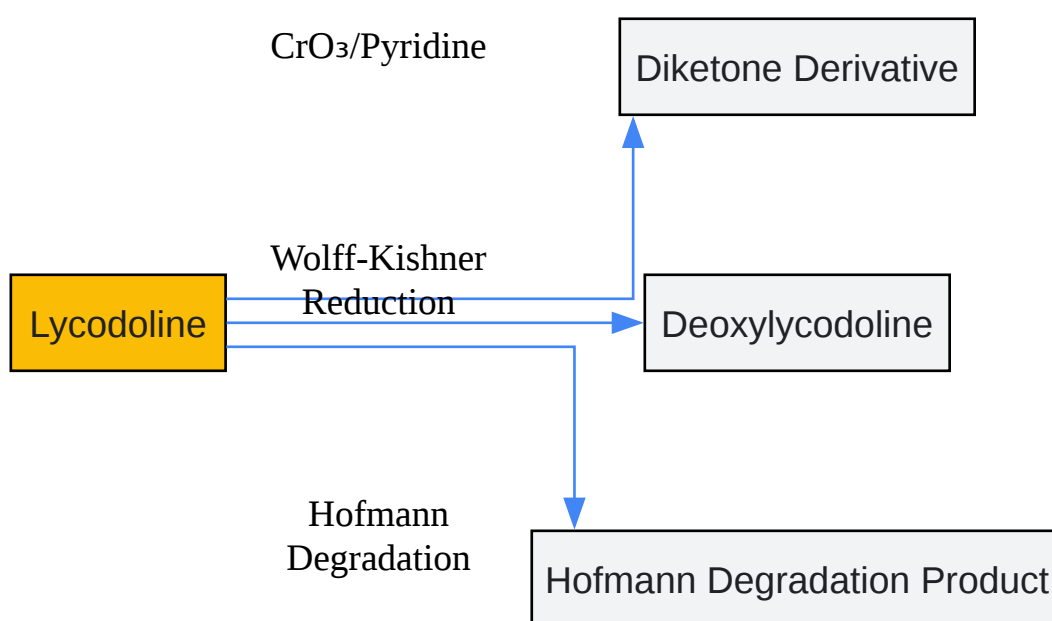 CrO₃/Pyridine
Diketone Derivative
Wolff-Kishner
Reduction
Lycodoline
Deoxylycodoline
Hofmann
Degradation
Hofmann Degradation Product